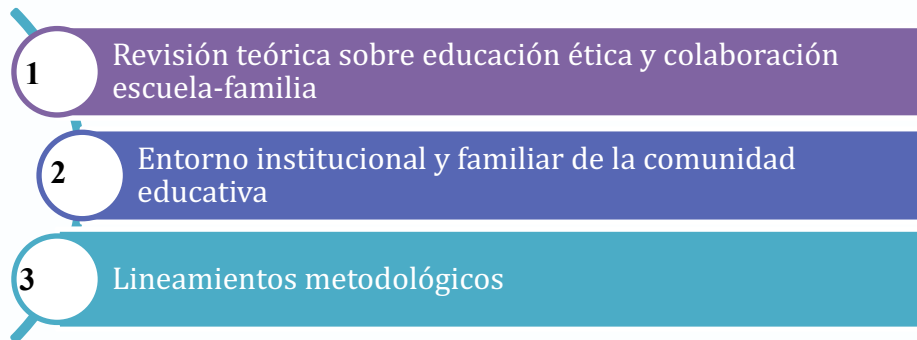 1
Revisión teórica sobre educación ética y colaboración
escuela-familia
2
Entorno institucional y familiar de la comunidad
educativa
3
Lineamientos metodológicos